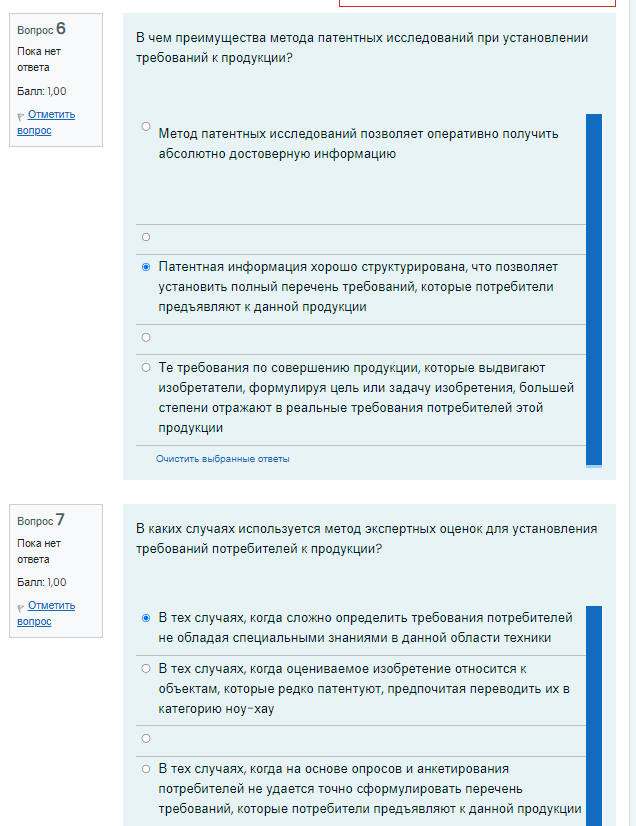 Вопрос 6
Пока нет
ответа
Балл: 1,00
Отметить
вопрос
В чем преимущества метода патентных исследований при установлении
требований к продукции?
Метод патентных исследований позволяет оперативно получить
абсолютно достоверную информацию
Патентная информация хорошо структурирована, что позволяет
установить полный перечень требований, которые потребители
предъявляют к данной продукции
Те требования по совершению продукции, которые выдвигают
изобретатели, формулируя цель или задачу изобретения, большей
степени отражают в реальные требования потребителей этой
продукции
Очистить выбранные ответы
Вопрос 7
Пока нет
ответа
Балл: 1,00
Отметить
вопрос
В каких случаях используется метод экспертных оценок для установления
требований потребителей к продукции?
В тех случаях, когда сложно определить требования потребителей
не обладая специальными знаниями в данной области техники
В тех случаях, когда оцениваемое изобретение относится к
объектам, которые редко патентуют, предпочитая переводить их в
категорию ноу-хау
В тех случаях, когда на основе опросов и анкетирования
потребителей не удается точно сформулировать перечень
требований, которые потребители предъявляют к данной продукции